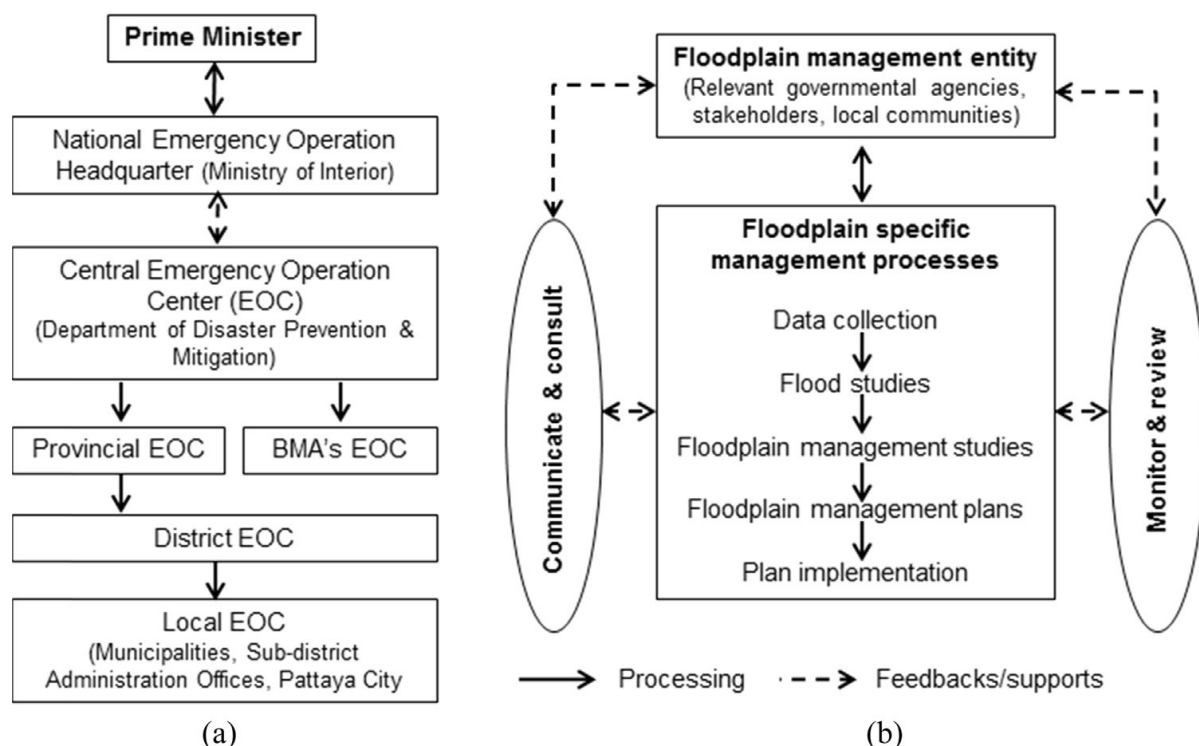 Prime Minister
National Emergency Operation
Headquarter (Ministry of Interior)
Central Emergency Operation
Center (EOC)
(Department of Disaster Prevention &
Mitigation)
Provincial EOC
BMA's EOC
District EOC
Local EOC
(Municipalities, Sub-district
Administration Offices, Pattaya City
(a)
Floodplain management entity
(Relevant governmental agencies,
stakeholders, local communities)
Communicate & consult
Floodplain specific
management processes
Data collection
Flood studies
Floodplain management studies
Floodplain management plans
Plan implementation
Monitor & review
Processing
Feedbacks/supports
(b)